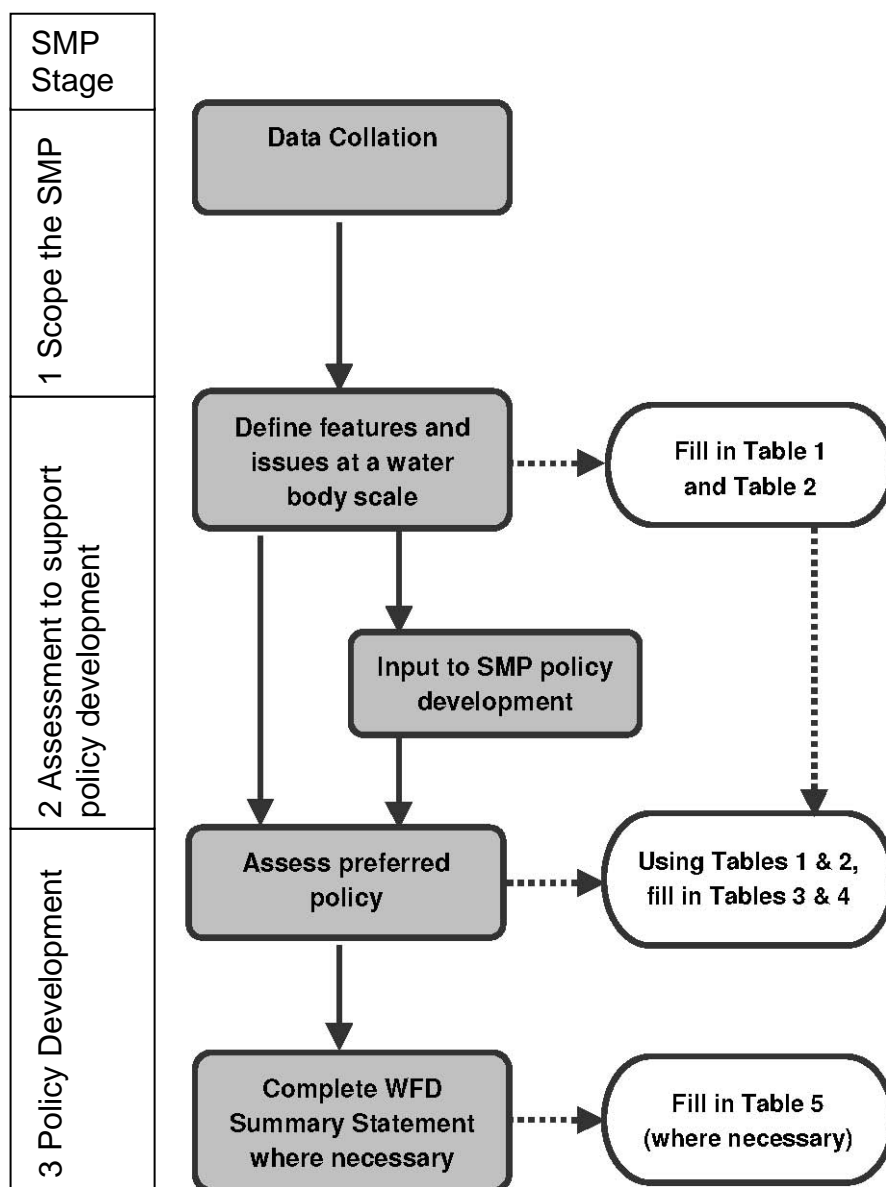 SMP
Stage
1 Scope the SMP
Data Collation
2 Assessment to support
policy development
Define features and
issues at a water
body scale
Fill in Table 1
and Table 2
Input to SMP policy
development
3 Policy Development
Assess preferred
policy
Using Tables 1 & 2,
fill in Tables 3 & 4
Complete WFD
Summary Statement
where necessary
Fill in Table 5
(where necessary)